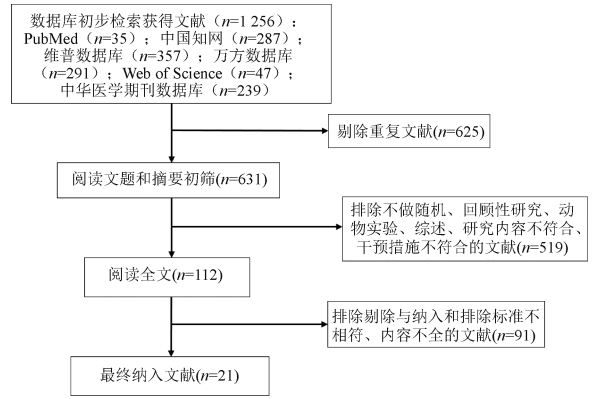 数据库初步检索获得文献（n=1 256）：
PubMed（n=35）；中国知网（n=287）；
维普数据库（n=357）；万方数据库
（n=291）；Web of Science（n=47）；
中华医学期刊数据库（n=239）
剔除重复文献(n=625)
阅读文题和摘要初筛(n=631)
排除不做随机、回顾性研究、动
物实验、综述、研究内容不符合、
干预措施不符合的文献(n=519)
阅读全文(n=112)
排除剔除与纳入和排除标准不
相符、内容不全的文献(n=91)
最终纳入文献(n=21)